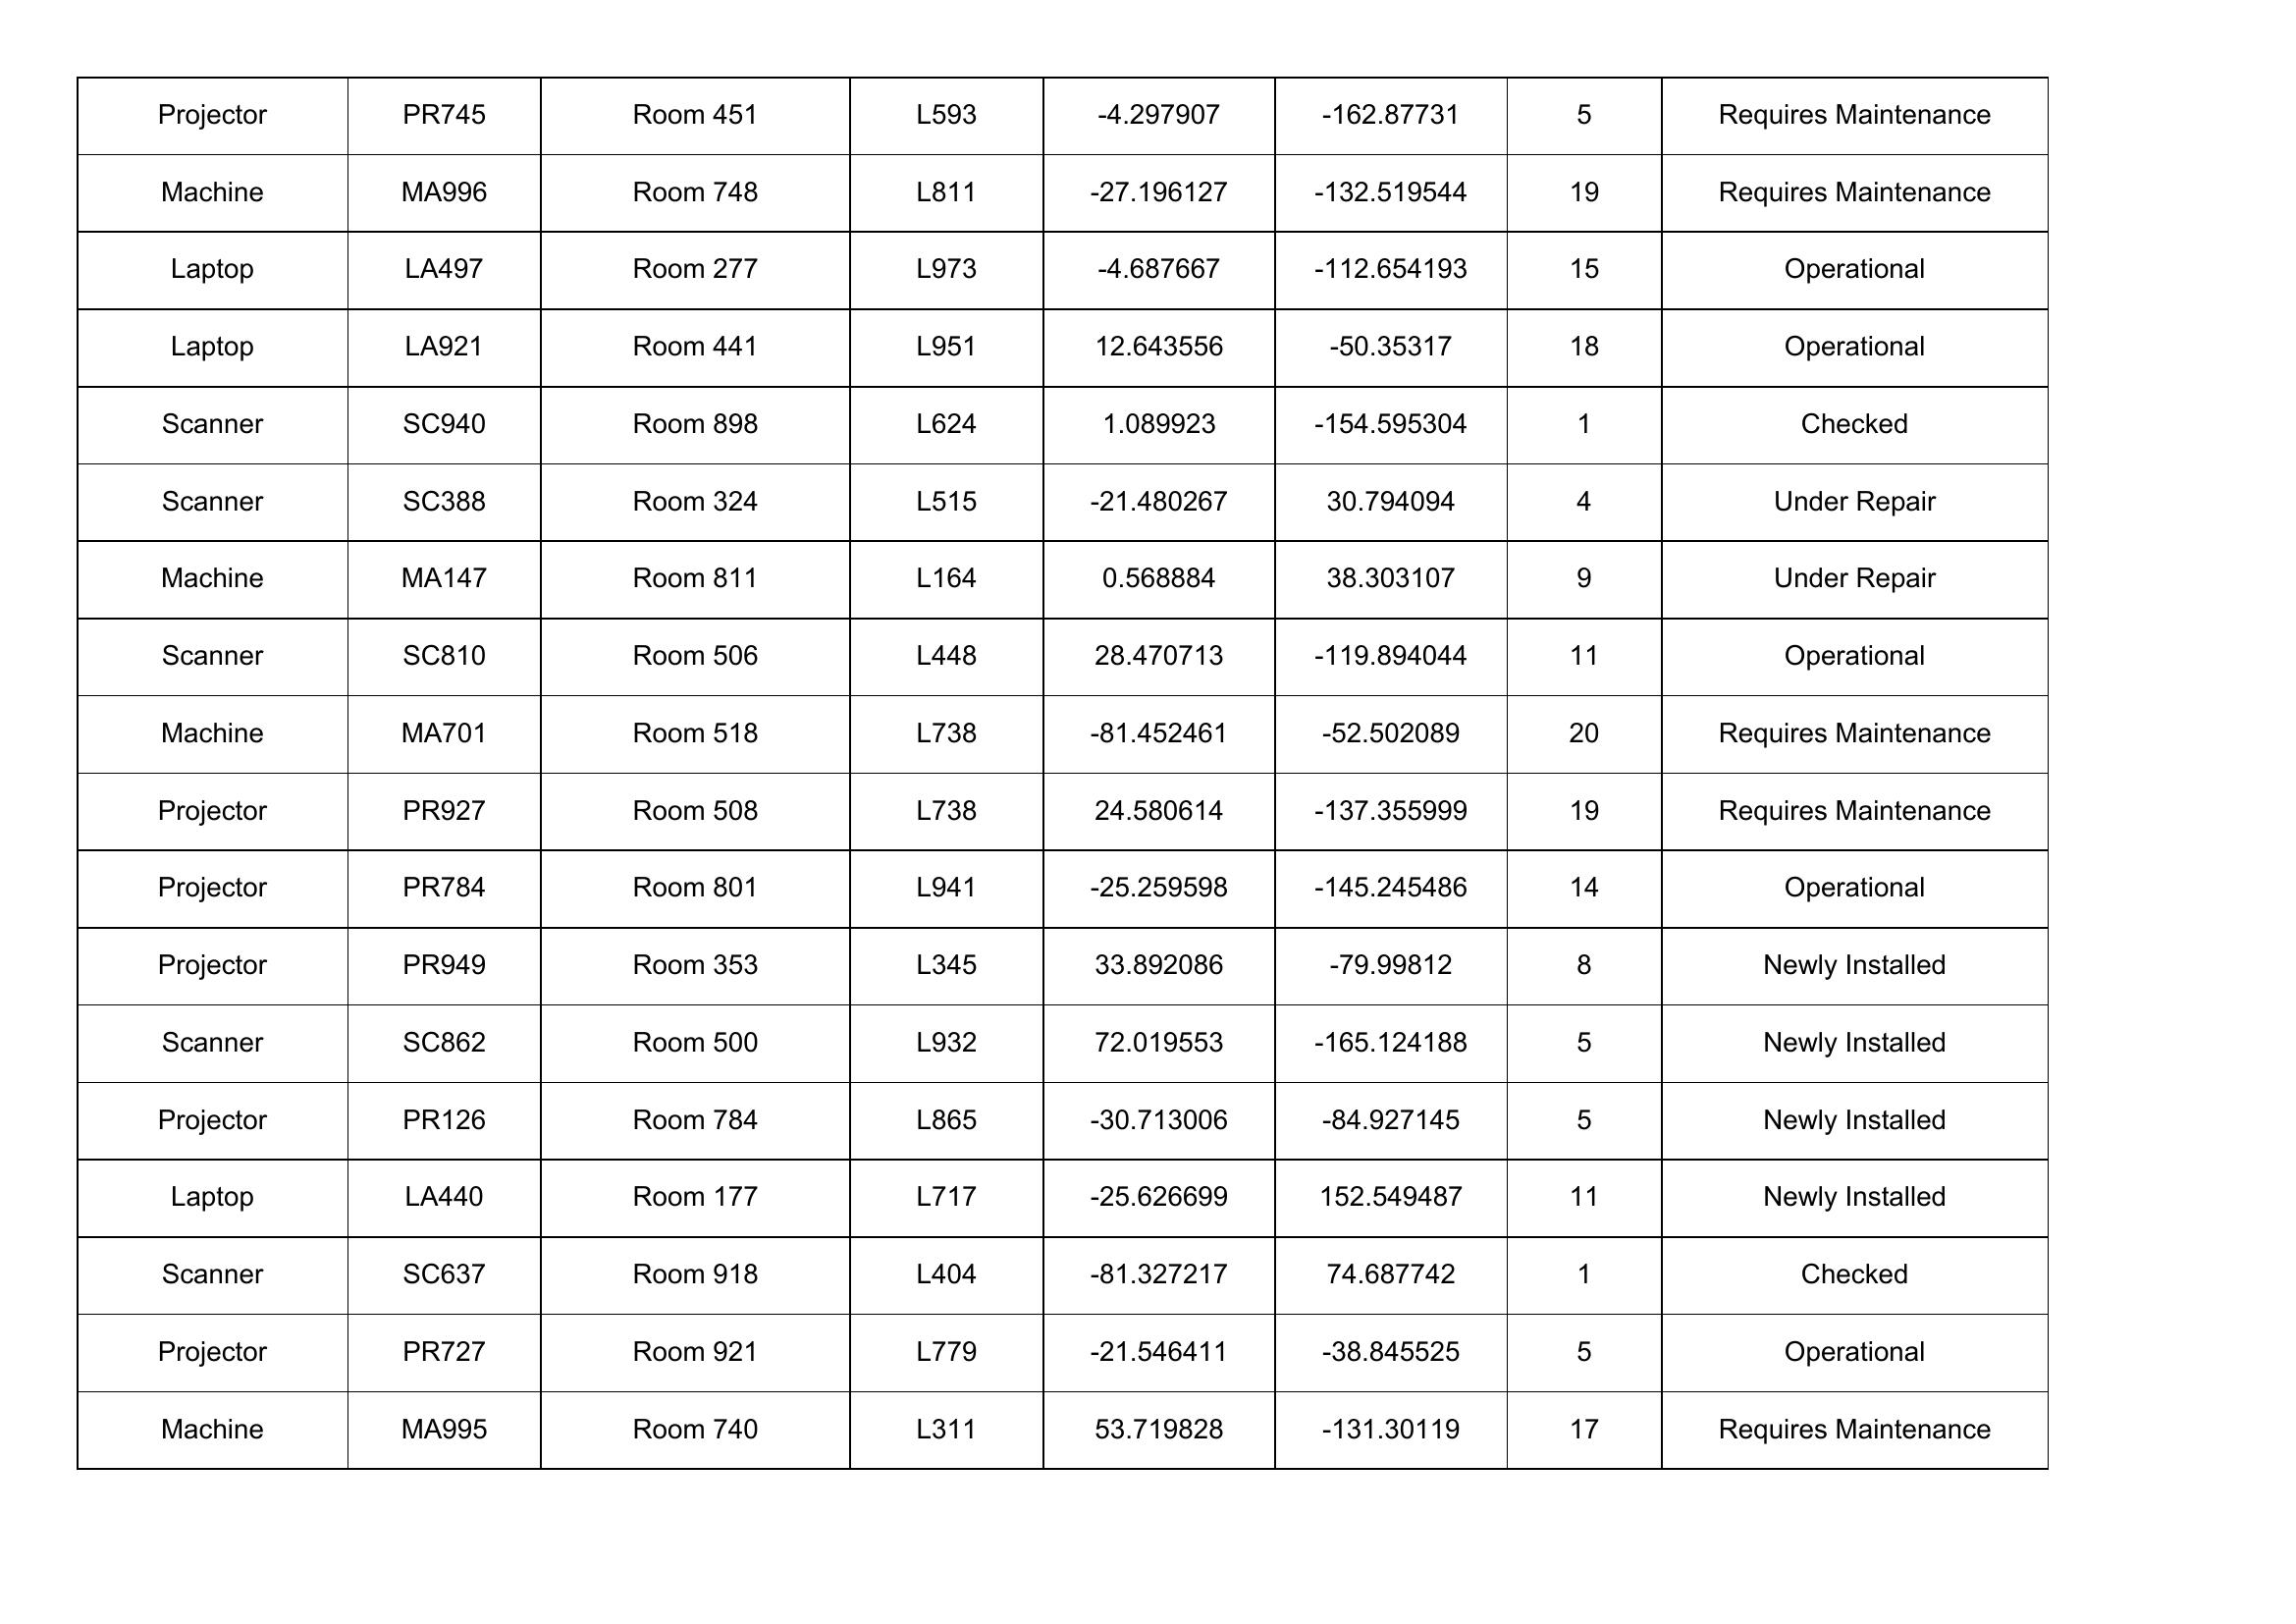 Projector PR745 Room 451 L593 -4.297907 -162.87731 5 Requires Maintenance
Machine MA996 Room 748 L811 -27.196127 -132.519544 19 Requires Maintenance
Laptop LA497 Room 277 L973 -4.687667 -112.654193 15 Operational
Laptop LA921 Room 441 L951 12.643556 -50.35317 18 Operational
Scanner SC940 Room 898 L624 1.089923 -154.595304 1 Checked
Scanner SC388 Room 324 L515 -21.480267 30.794094 4 Under Repair
Machine MA147 Room 811 L164 0.568884 38.303107 9 Under Repair
Scanner SC810 Room 506 L448 28.470713 -119.894044 11 Operational
Machine MA701 Room 518 L738 -81.452461 -52.502089 20 Requires Maintenance
Projector PR927 Room 508 L738 24.580614 -137.355999 19 Requires Maintenance
Projector PR784 Room 801 L941 -25.259598 -145.245486 14 Operational
Projector PR949 Room 353 L345 33.892086 -79.99812 8 Newly Installed
Scanner SC862 Room 500 L932 72.019553 -165.124188 5 Newly Installed
Projector PR126 Room 784 L865 -30.713006 -84.927145 5 Newly Installed
Laptop LA440 Room 177 L717 -25.626699 152.549487 11 Newly Installed
Scanner SC637 Room 918 L404 -81.327217 74.687742 1 Checked
Projector PR727 Room 921 L779 -21.546411 -38.845525 5 Operational
Machine MA995 Room 740 L311 53.719828 -131.30119 17 Requires Maintenance